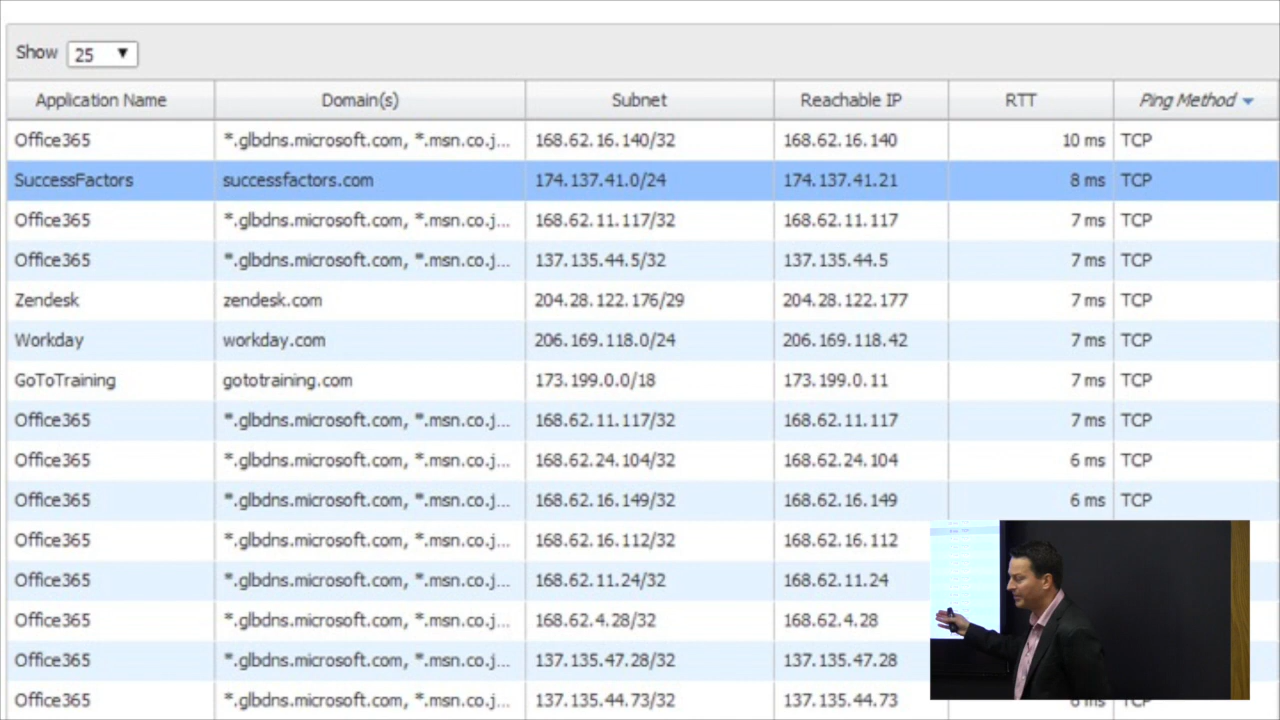 Show 25
Application Name Domain(s) Subnet Reachable IP RTT Ping Method
Office365 *.glbdns.microsoft.com, *.msn.co.j... 168.62.16.140/32 168.62.16.140 10 ms TCP
SuccessFactors successfactors.com 174.137.41.0/24 174.137.41.21 8 ms TCP
Office365 *.glbdns.microsoft.com, *.msn.co.j... 168.62.11.117/32 168.62.11.117 7 ms TCP
Office365 *.glbdns.microsoft.com, *.msn.co.j... 137.135.44.5/32 137.135.44.5 7 ms TCP
Zendesk zendesk.com 204.28.122.176/29 204.28.122.177 7 ms TCP
Workday workday.com 206.169.118.0/24 206.169.118.42 7 ms TCP
GoToTraining gototraining.com 173.199.0.0/18 173.199.0.11 7 ms TCP
Office365 *.glbdns.microsoft.com, *.msn.co.j... 168.62.11.117/32 168.62.11.117 7 ms TCP
Office365 *.glbdns.microsoft.com, *.msn.co.j... 168.62.24.104/32 168.62.24.104 6 ms TCP
Office365 *.glbdns.microsoft.com, *.msn.co.j... 168.62.16.149/32 168.62.16.149 6 ms TCP
Office365 *.glbdns.microsoft.com, *.msn.co.j... 168.62.16.112/32 168.62.16.112
Office365 *.glbdns.microsoft.com, *.msn.co.j... 168.62.11.24/32 168.62.11.24
Office365 *.glbdns.microsoft.com, *.msn.co.j... 168.62.4.28/32 168.62.4.28
Office365 *.glbdns.microsoft.com, *.msn.co.j... 137.135.47.28/32 137.135.47.28
Office365 *.glbdns.microsoft.com, *.msn.co.j... 137.135.44.73/32 137.135.44.73